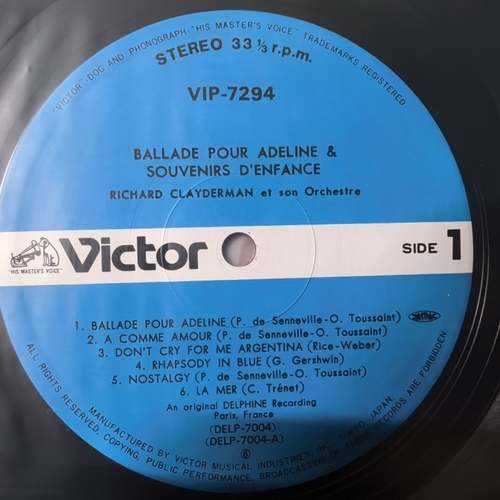 "VICTOR" DOG AND PHONOGRAPH-"HIS MASTER'S VOICE" TRADEMARKS REGISTERED
STEREO 33 1/3 r.p.m.
VIP-7294
BALLADE POUR ADELINE &
SOUVENIRS D'ENFANCE
RICHARD CLAYDERMAN et son Orchestre
"HIS MASTER'S VOICE"
Victor
SIDE 1
1. BALLADE POUR ADELINE (P. de Senneville-O. Toussaint)
2. A COMME AMOUR (P. de Senneville-O. Toussaint)
3. DON'T CRY FOR ME ARGENTINA (Rice-Weber)
4. RHAPSODY IN BLUE (G. Gershwin)
5. NOSTALGY (P. de Senneville-O. Toussaint)
6. LA MER (C. Trénet)
An original DELPHINE Recording
Paris, France
(DELP-7004)
(DELP-7004-A)
MANUFACTURED BY VICTOR MUSICAL INDUSTRIES, INC., TOKYO, JAPAN.
ALL RIGHTS RESERVED. COPYING, PUBLIC PERFORMANCE, BROADCASTING OF RECORDS ARE FORBIDDEN.